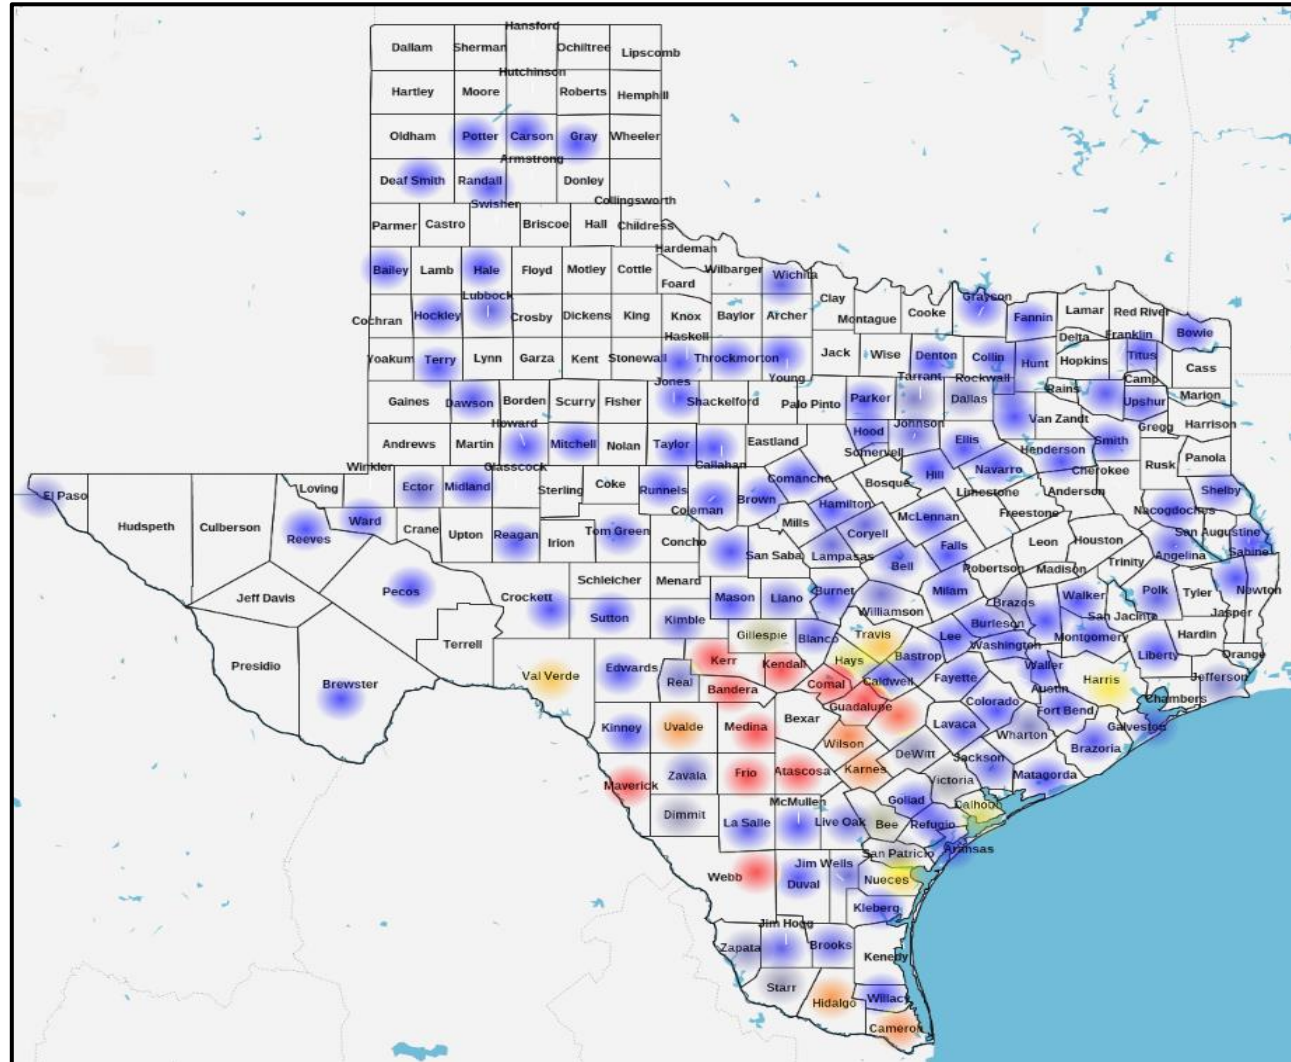 Hansford
Dallam Sherman Ochiltree Lipscomb
Hutchinson
Hartley Moore Roberts Hemphill
Oldham Potter Carson Gray Wheeler
Armstrong
Deaf Smith Randall Donley
Collingsworth
Swisher
Parmer Castro Briscoe Hall Childress
Hardeman
Bailey Lamb Hale Floyd Motley Cottle Wilbarger Wichita
Foard
Lubbock Clay Grayson
Cochran Hockley Crosby Dickens King Knox Baylor Archer Montague Cooke Fannin Lamar Red River
Haskell Delta Franklin Bowie
Yoakum Terry Lynn Garza Kent Stonewall Throckmorton Jack Wise Denton Collin Hunt Hopkins Titus Cass
Jones Young Tarrant Rockwall Camp
Gaines Dawson Borden Scurry Fisher Shackelford Palo Pinto Parker Dallas Rains Upshur Marion
Howard Johnson Van Zandt Gregg Harrison
Andrews Martin Mitchell Nolan Taylor Eastland Hood Ellis Henderson Smith
Winkler Glasscock Callahan Somervell Cherokee Rusk Panola
El Paso Loving Ector Midland Sterling Coke Runnels Comanche Bosque Hill Navarro Anderson Shelby
Hudspeth Culberson Reeves Ward Crane Upton Reagan Irion Tom Green Concho Coleman Brown Hamilton Limestone Freestone Nacogdoches
Mills Coryell McLennan Leon Houston San Augustine
San Saba Lampasas Bell Falls Robertson Madison Trinity Angelina Sabine
Jeff Davis Pecos Crockett Schleicher Menard Mason Llano Burnet Milam Walker Polk Tyler Newton
Sutton Kimble Williamson Brazos San Jacinto Jasper
Presidio Terrell Gillespie Blanco Travis Lee Burleson Montgomery Hardin
Brewster Val Verde Edwards Real Kerr Kendall Hays Bastrop Washington Liberty Orange
Bandera Comal Caldwell Fayette Waller Harris Jefferson
Guadalupe Austin Chambers
Kinney Uvalde Medina Bexar Colorado Fort Bend Galveston
Wilson Lavaca Wharton Brazoria
Maverick Zavala Frio Atascosa Karnes DeWitt Jackson Matagorda
Victoria
Dimmit La Salle McMullen Live Oak Goliad Calhoun
Bee Refugio
Webb Jim Wells San Patricio Aransas
Duval Nueces
Kleberg
Jim Hogg
Zapata Brooks Kenedy
Starr Hidalgo Willacy
Cameron